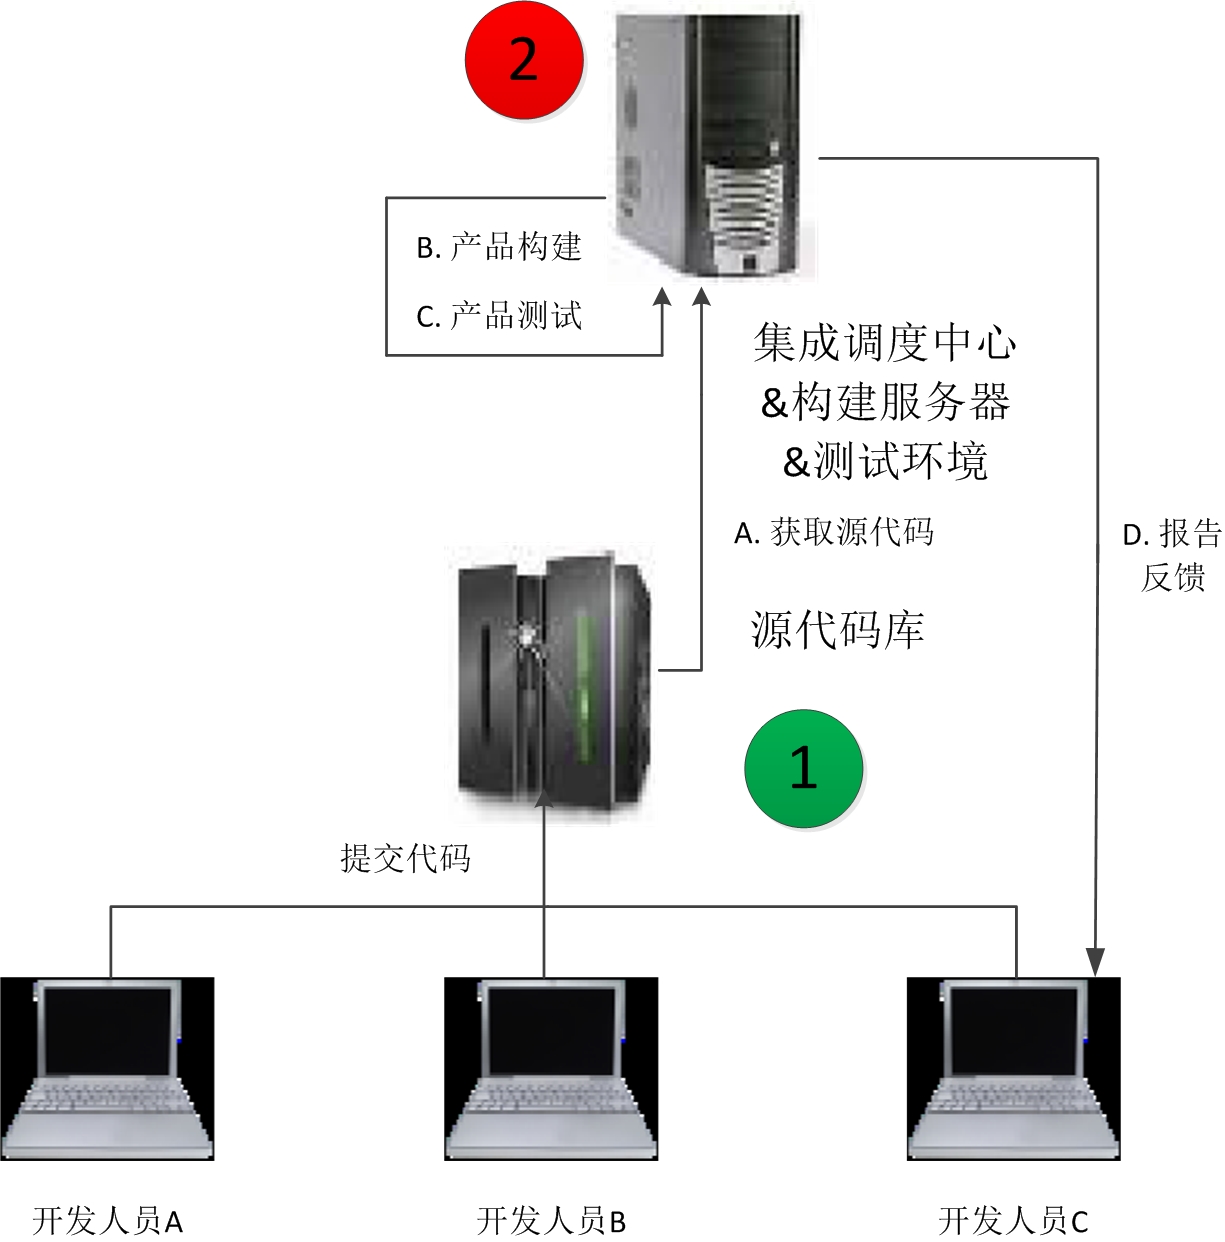 2
B. 产品构建
C. 产品测试
集成调度中心
&构建服务器
&测试环境
A. 获取源代码
D. 报告
反馈
源代码库
1
提交代码
开发人员A
开发人员B
开发人员C